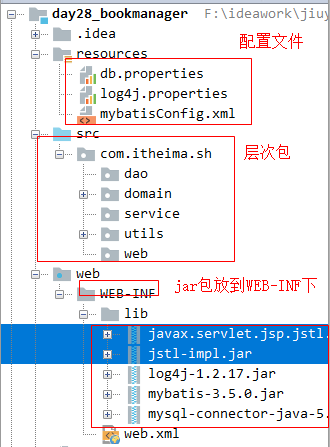 day28_bookmanager F:\ideawork\jiuy
.idea
配置文件
resources
db.properties
log4j.properties
mybatisConfig.xml
src
com.itheima.sh
层次包
dao
domain
service
utils
web
web
WEB-INF
jar包放到WEB-INF下
lib
javax.servlet.jsp.jstl.
jstl-impl.jar
log4j-1.2.17.jar
mybatis-3.5.0.jar
mysql-connector-java-5.
web.xml